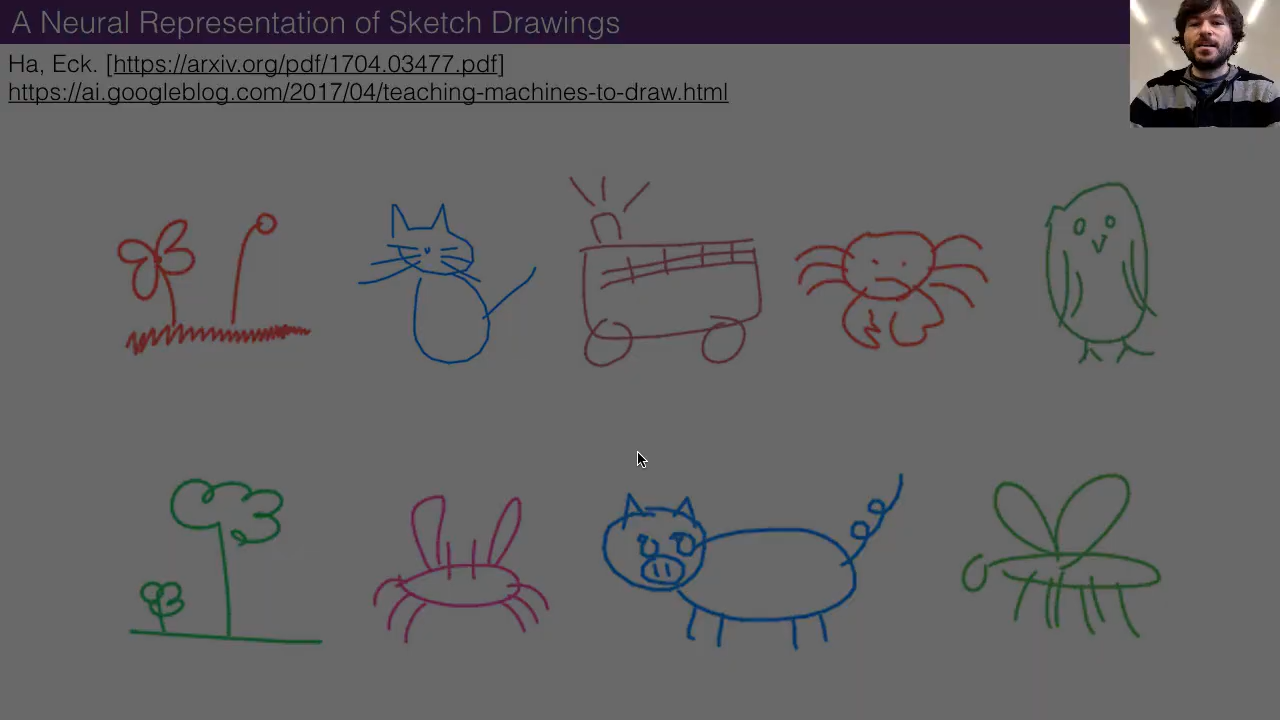 A Neural Representation of Sketch Drawings
Ha, Eck. [https://arxiv.org/pdf/1704.03477.pdf]
https://ai.googleblog.com/2017/04/teaching-machines-to-draw.html